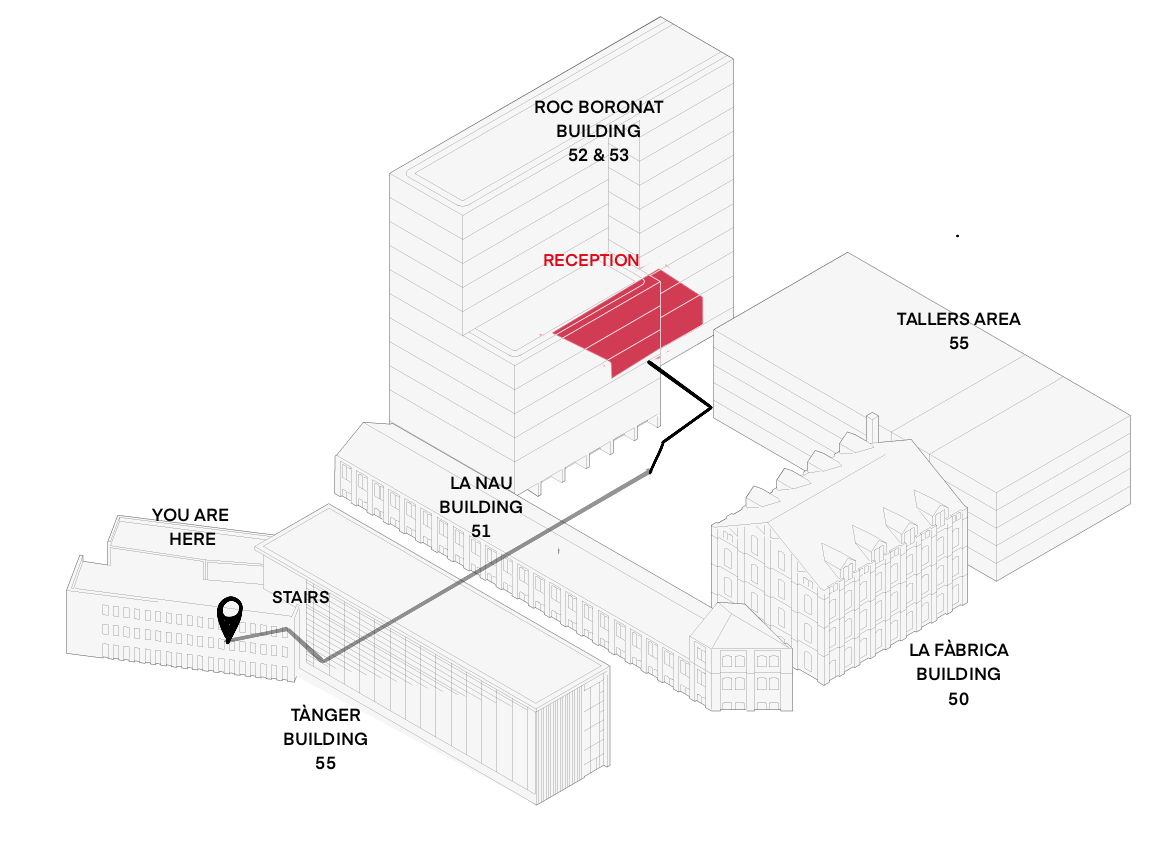 ROC BORONAT
BUILDING
52 & 53
RECEPTION
TALLERS AREA
55
LA NAU
BUILDING
51
YOU ARE
HERE
STAIRS
LA FÀBRICA
BUILDING
50
TÀNGER
BUILDING
55